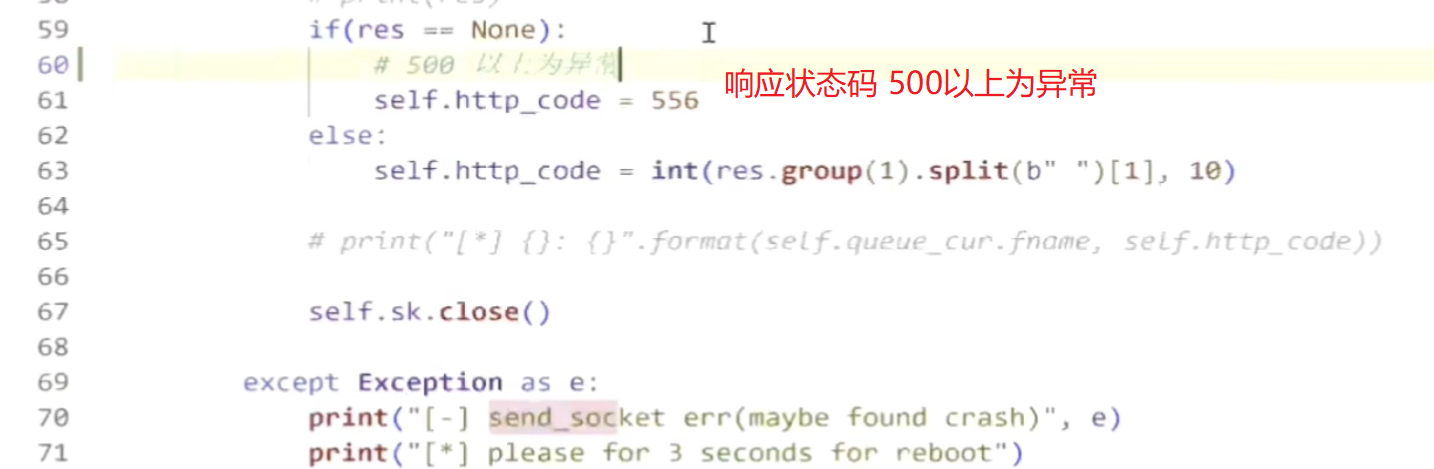 59 if(res == None):
60 # 500 以上为异常
响应状态码 500以上为异常
61 self.http_code = 556
62 else:
63 self.http_code = int(res.group(1).split(b" ")[1], 10)
64
65 # print("[*] {}: {}".format(self.queue_cur.fname, self.http_code))
66
67 self.sk.close()
68
69 except Exception as e:
70 print("[-] send_socket err(maybe found crash)", e)
71 print("[*] please for 3 seconds for reboot")